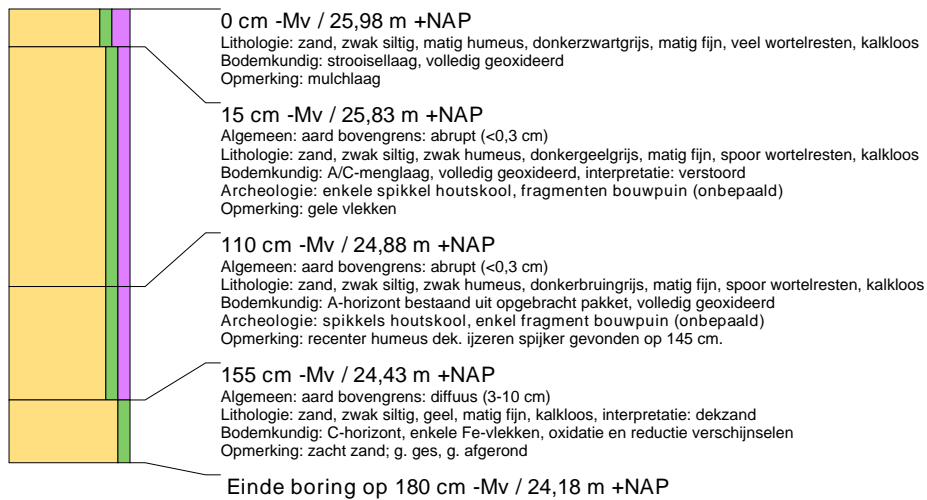 0 cm -Mv / 25,98 m +NAP
Lithologie: zand, zwak siltig, matig humeus, donkerzwartgrijs, matig fijn, veel wortelresten, kalkloos
Bodemkundig: strooisellaag, volledig geoxideerd
Opmerking: mulchlaag
15 cm -Mv / 25,83 m +NAP
Algemeen: aard bovengrens: abrupt (<0,3 cm)
Lithologie: zand, zwak siltig, zwak humeus, donkergeelgrijs, matig fijn, spoor wortelresten, kalkloos
Bodemkundig: A/C-menglaag, volledig geoxideerd, interpretatie: verstoord
Archeologie: enkele spikkel houtskool, fragmenten bouwpuin (onbepaald)
Opmerking: gele vlekken
110 cm -Mv / 24,88 m +NAP
Algemeen: aard bovengrens: abrupt (<0,3 cm)
Lithologie: zand, zwak siltig, zwak humeus, donkerbruingrijs, matig fijn, spoor wortelresten, kalkloos
Bodemkundig: A-horizont bestaand uit opgebracht pakket, volledig geoxideerd
Archeologie: spikkels houtskool, enkel fragment bouwpuin (onbepaald)
Opmerking: recenter humeus dek. ijzeren spijker gevonden op 145 cm.
155 cm -Mv / 24,43 m +NAP
Algemeen: aard bovengrens: diffuus (3-10 cm)
Lithologie: zand, zwak siltig, geel, matig fijn, kalkloos, interpretatie: dekzand
Bodemkundig: C-horizont, enkele Fe-vlekken, oxidatie en reductie verschijnselen
Opmerking: zacht zand; g. ges, g. afgerond
Einde boring op 180 cm -Mv / 24,18 m +NAP